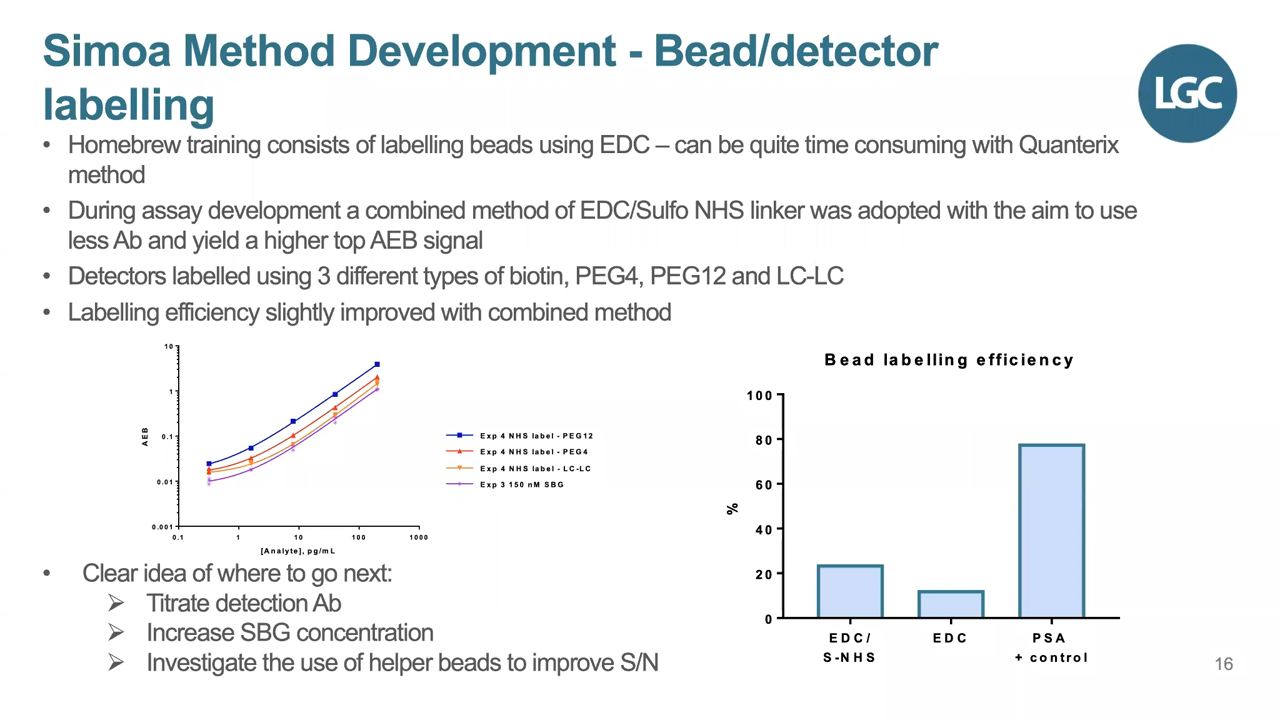 Simoa Method Development - Bead/detector
labelling
LGC
• Homebrew training consists of labelling beads using EDC – can be quite time consuming with Quanterix
method
• During assay development a combined method of EDC/Sulfo NHS linker was adopted with the aim to use
less Ab and yield a higher top AEB signal
• Detectors labelled using 3 different types of biotin, PEG4, PEG12 and LC-LC
• Labelling efficiency slightly improved with combined method
10
1
0.1
0.01
0.001
AEB
0.1 1 10 100 1000
[Analyte], pg/mL
Exp 4 NHS label - PEG12
Exp 4 NHS label - PEG4
Exp 4 NHS label - LC-LC
Exp 3 150 nM SBG
Bead labelling efficiency
100
80
60
40
20
0
%
EDC/
S-NHS
EDC
PSA
+ control
• Clear idea of where to go next:
➢ Titrate detection Ab
➢ Increase SBG concentration
➢ Investigate the use of helper beads to improve S/N
16